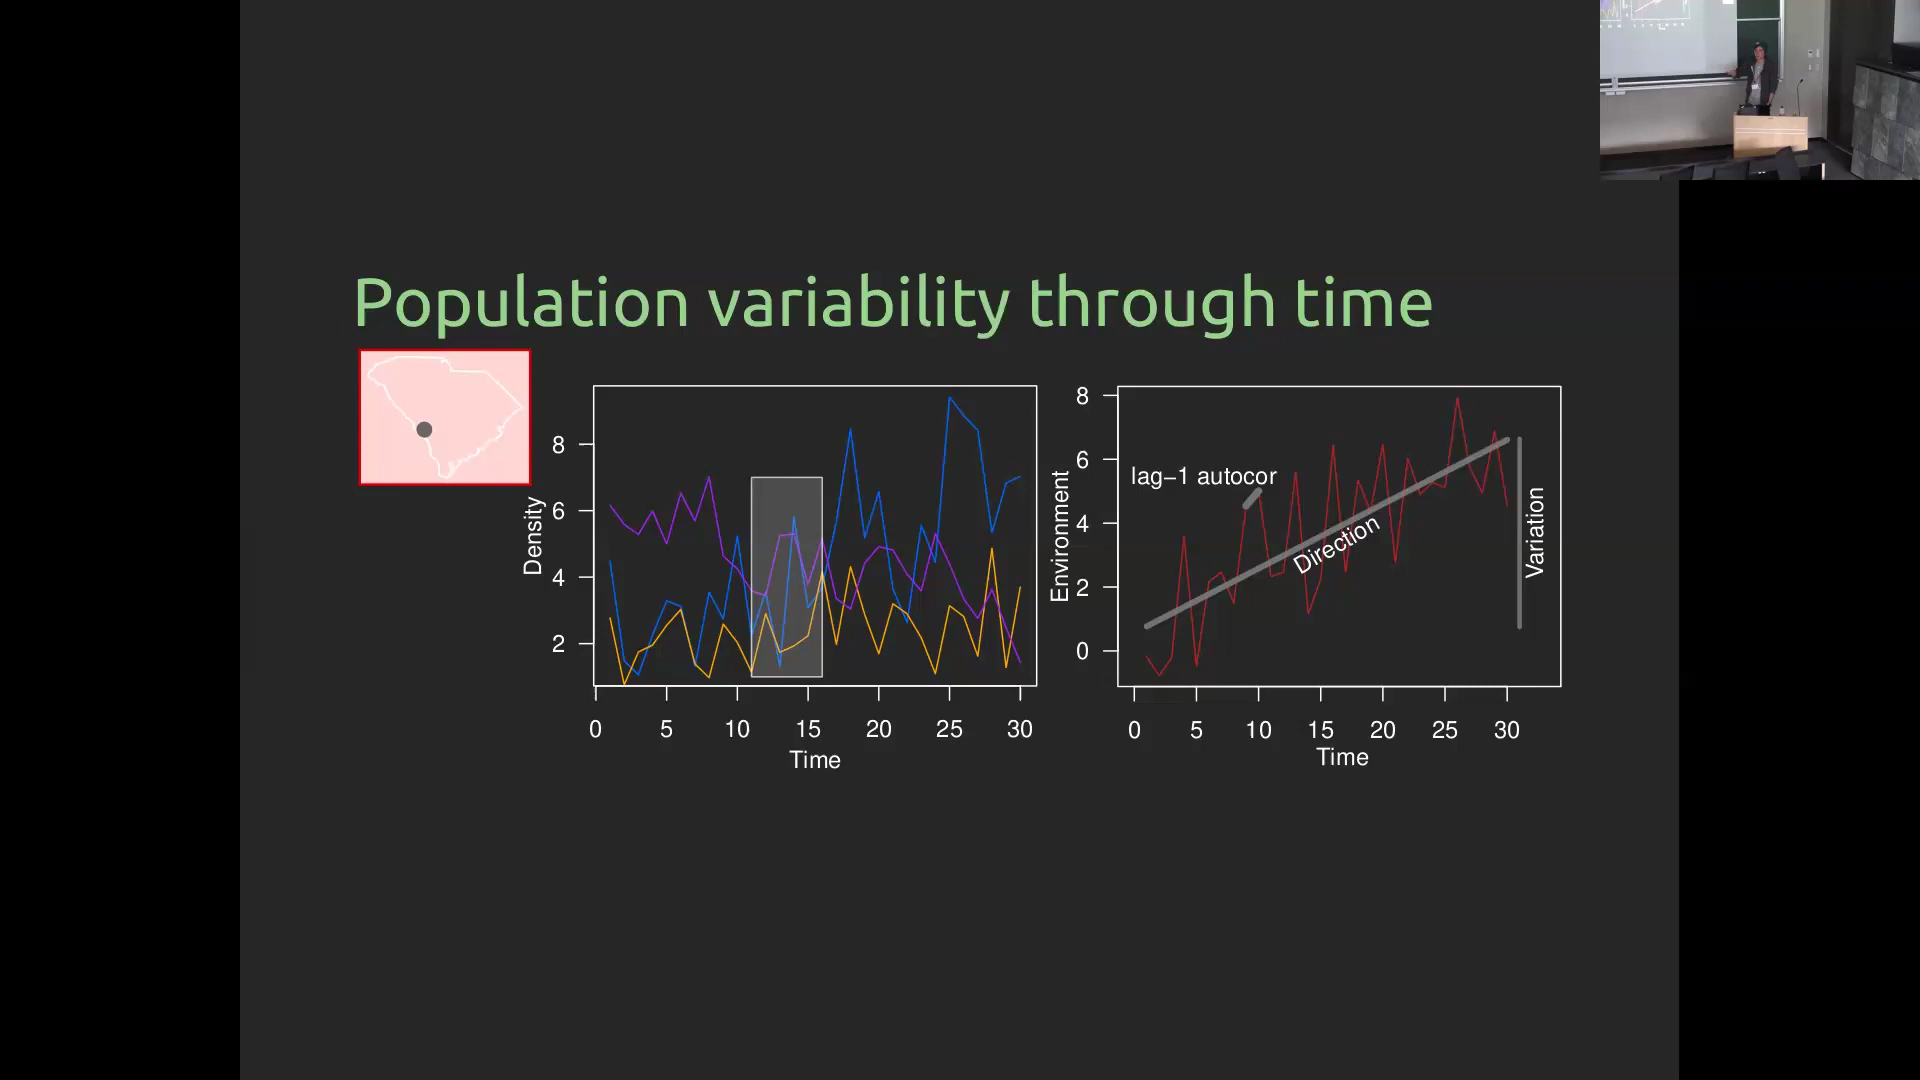 Population variability through time
Density
8
6
4
2
0 5 10 15 20 25 30
Time
Environment
8
6
4
2
0
lag−1 autocor
Direction
Variation
0 5 10 15 20 25 30
Time